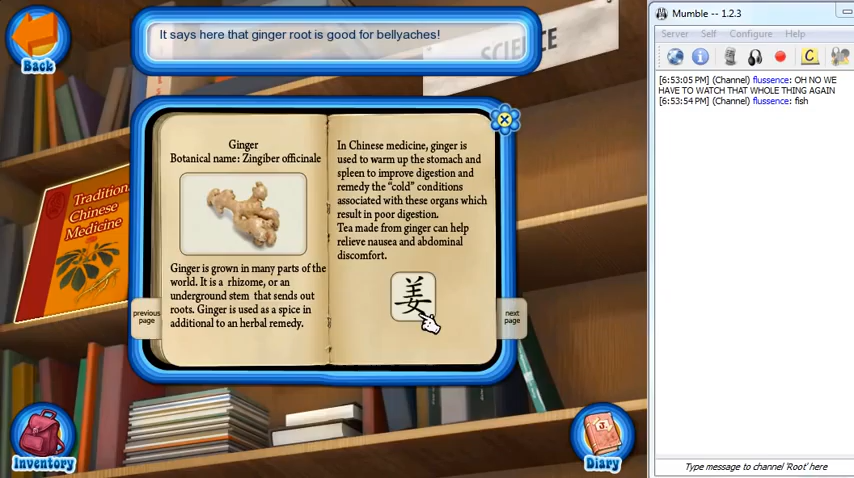 It says here that ginger root is good for bellyaches!
SCIENCE
Back
Traditional
Chinese
Medicine
Ginger
Botanical name: Zingiber officinale
Ginger is grown in many parts of the
world. It is a rhizome, or an
underground stem that sends out
roots. Ginger is used as a spice in
additional to an herbal remedy.
In Chinese medicine, ginger is
used to warm up the stomach and
spleen to improve digestion and
remedy the “cold” conditions
associated with these organs which
result in poor digestion.
Tea made from ginger can help
relieve nausea and abdominal
discomfort.
姜
previous
page
next
page
Inventory
Diary
Mumble -- 1.2.3
Server Self Configure Help
[6:53:05 PM] (Channel) flussence: OH NO WE
HAVE TO WATCH THAT WHOLE THING AGAIN
[6:53:54 PM] (Channel) flussence: fish
Type message to channel 'Root' here